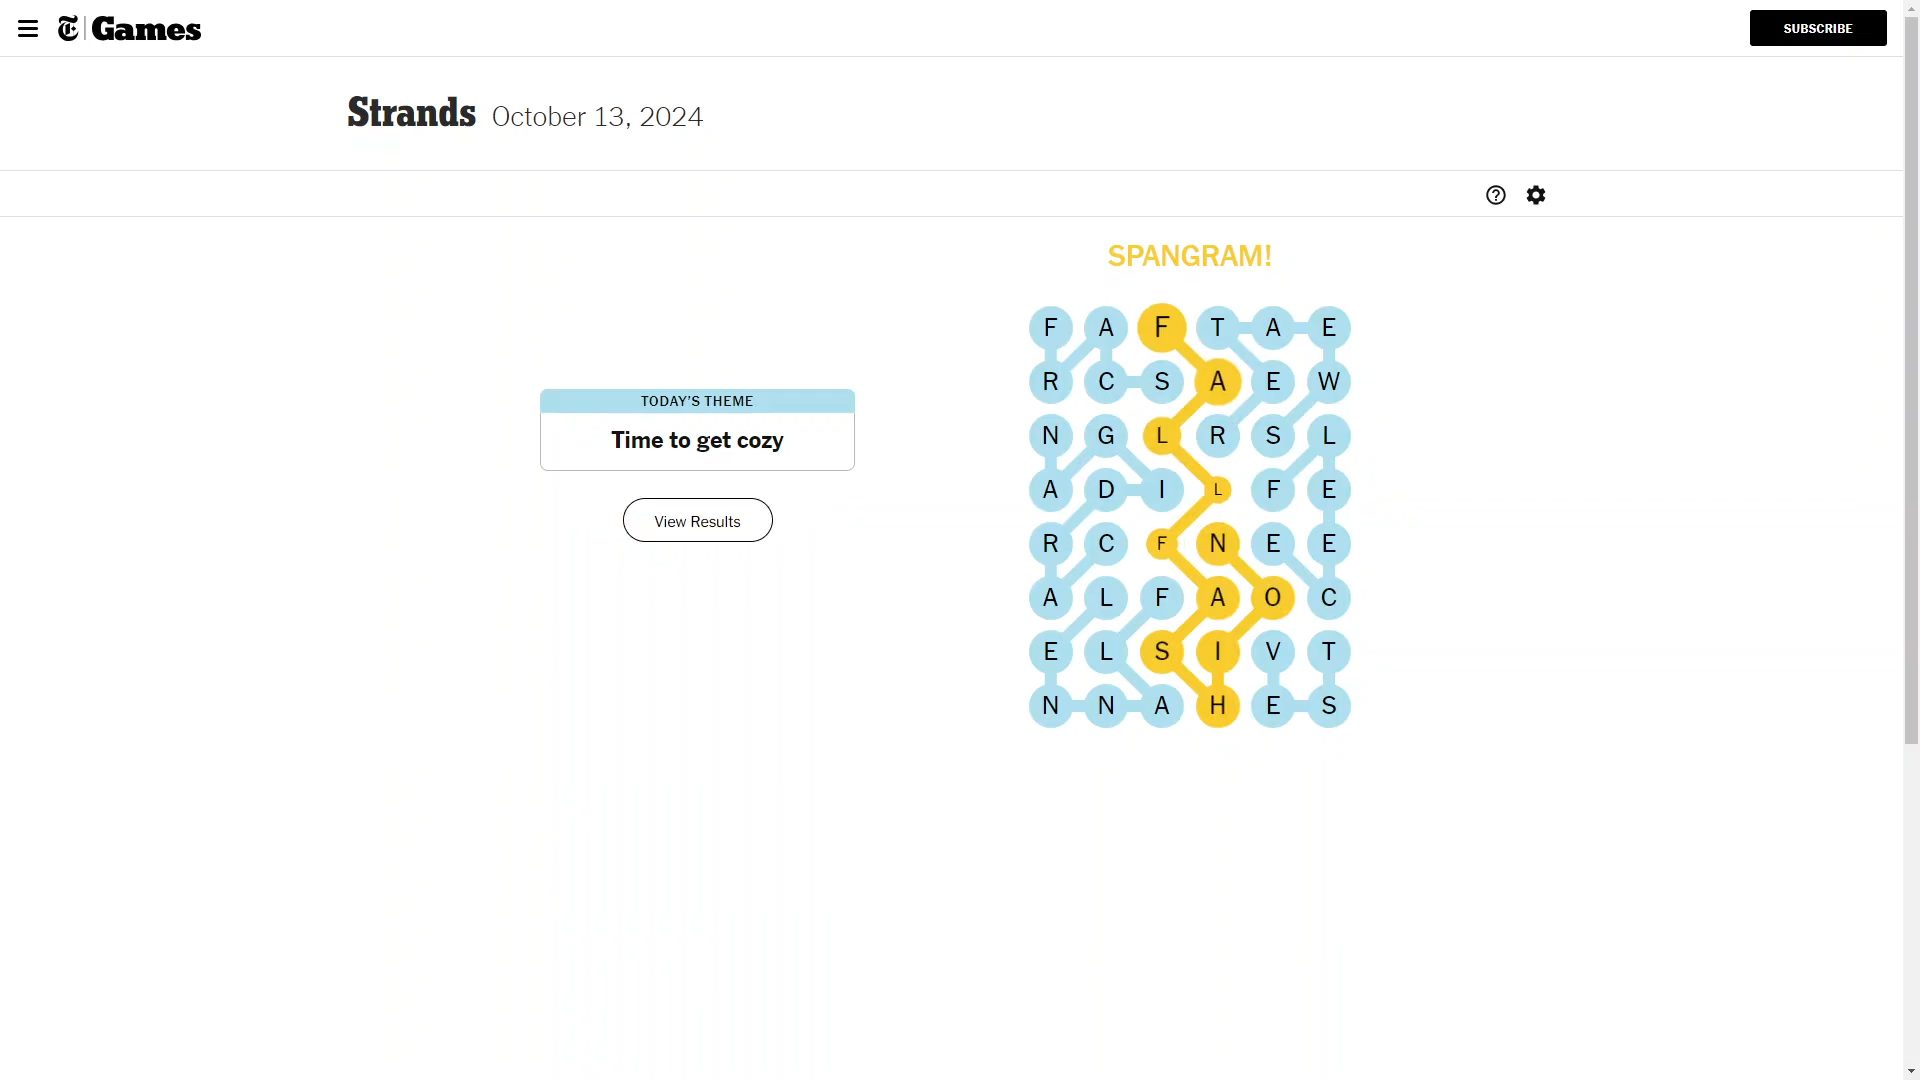 T Games
SUBSCRIBE
Strands October 13, 2024
SPANGRAM!
TODAY'S THEME
Time to get cozy
View Results
F A F T A E
R C S A E W
N G L R S L
A D I L F E
R C F N E E
A L F A O C
E L S I V T
N N A H E S